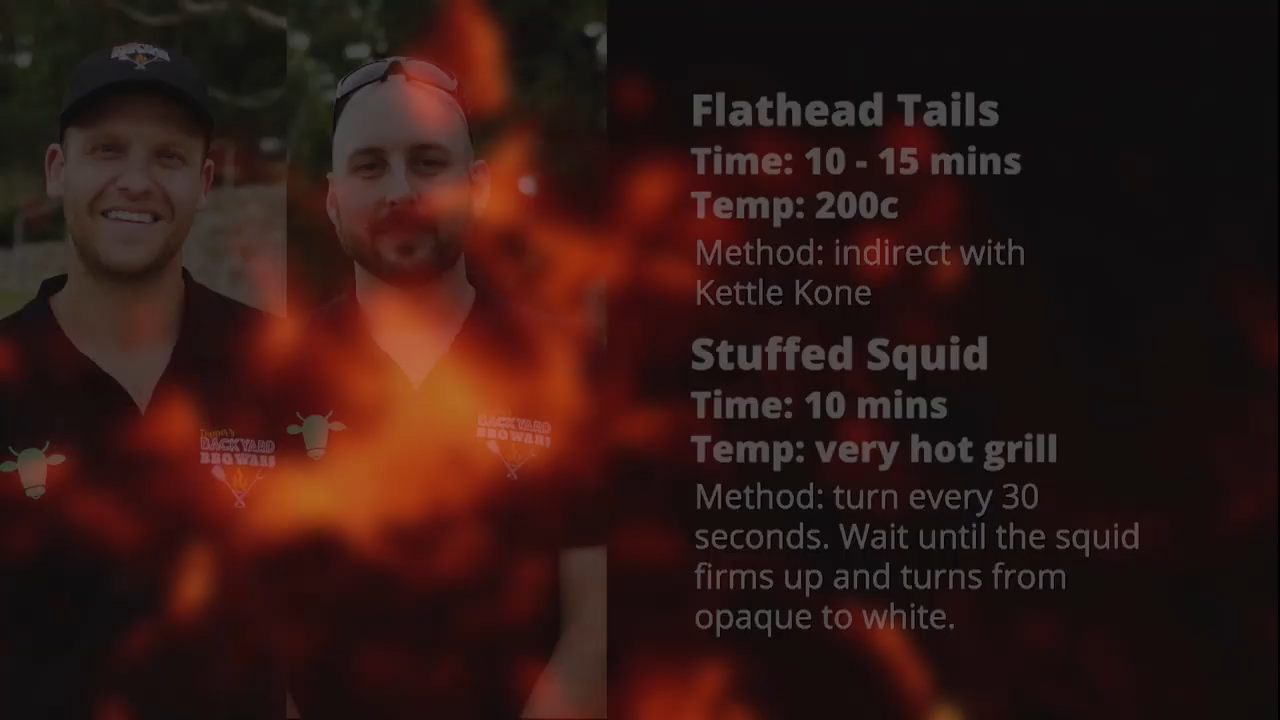 Flathead Tails
Time: 10 - 15 mins
Temp: 200c
Method: indirect with
Kettle Kone
Stuffed Squid
Time: 10 mins
Temp: very hot grill
Method: turn every 30
seconds. Wait until the squid
firms up and turns from
opaque to white.
BACKYARD
BBQ WARS
BACKYARD
BBQ WARS